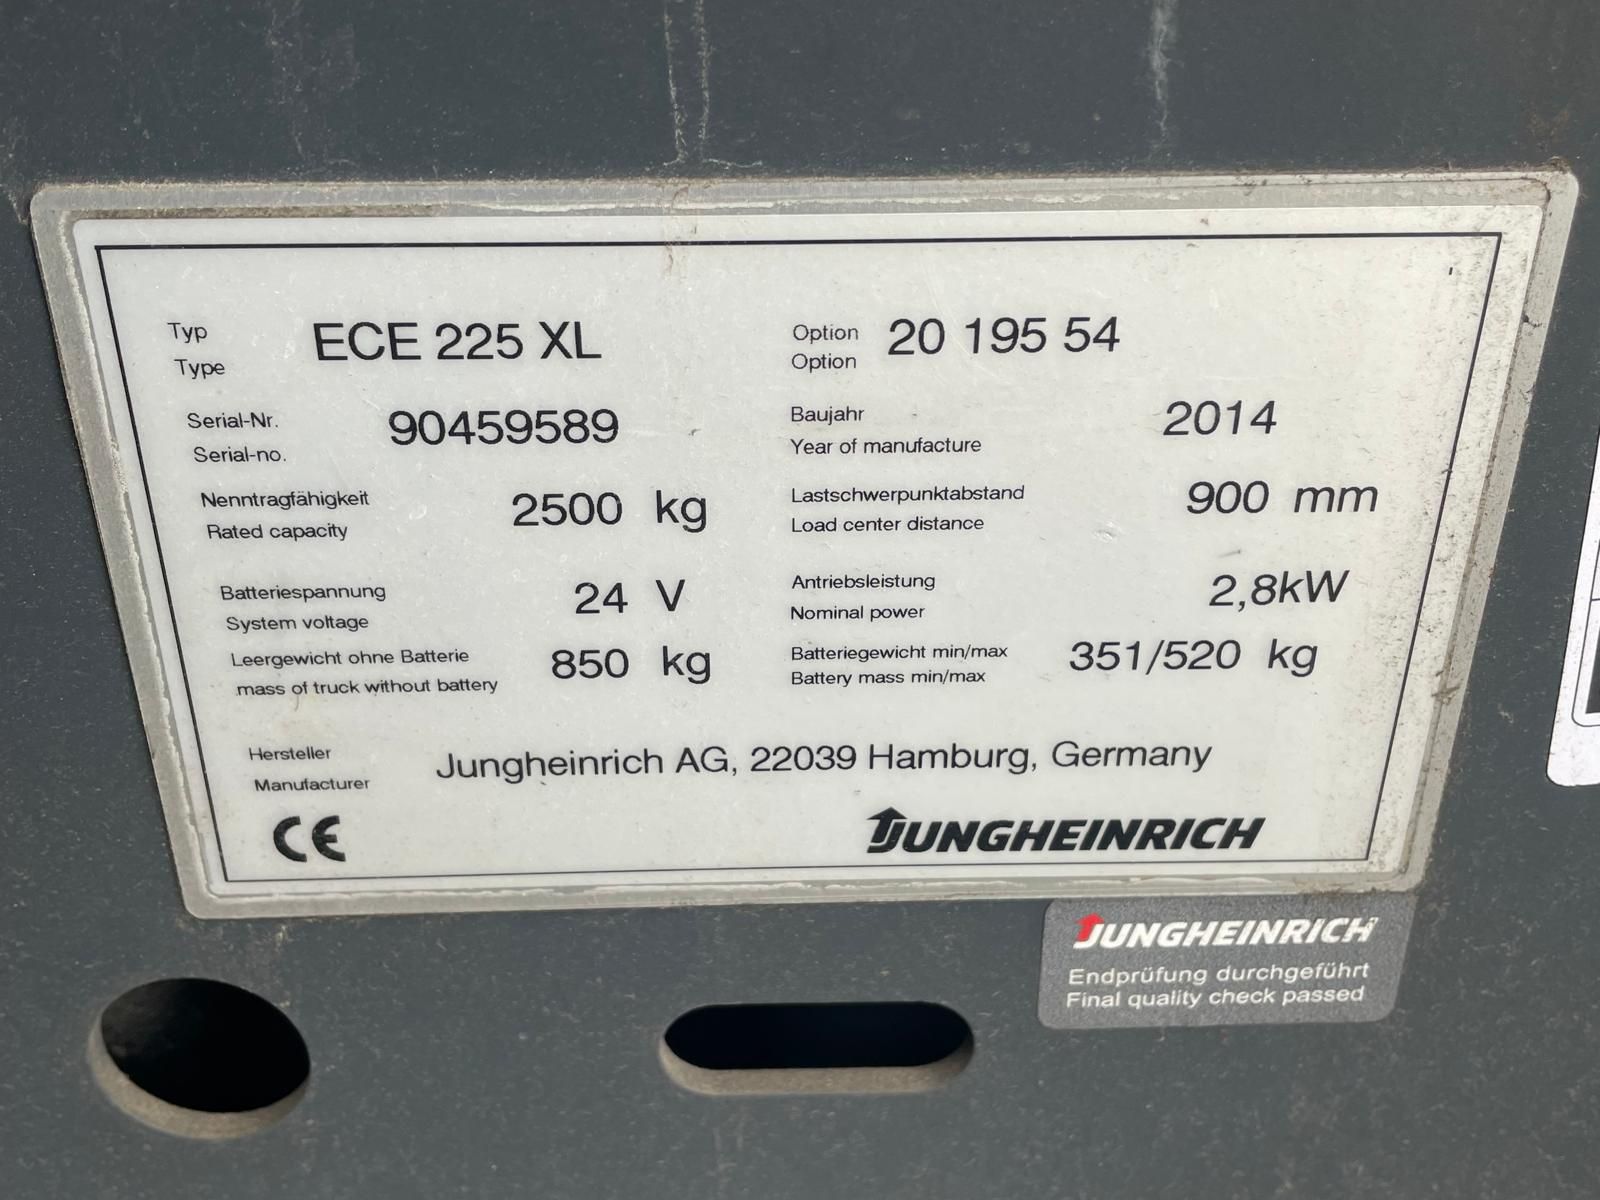 Typ
Type
ECE 225 XL
Option
Option
20 195 54
Serial-Nr.
Serial-no.
90459589
Baujahr
Year of manufacture
2014
Nenntragfähigkeit
Rated capacity
2500 kg
Lastschwerpunktabstand
Load center distance
900 mm
Batteriespannung
System voltage
24 V
Antriebsleistung
Nominal power
2,8kW
Leergewicht ohne Batterie
mass of truck without battery
850 kg
Batteriegewicht min/max
Battery mass min/max
351/520 kg
Hersteller
Manufacturer
Jungheinrich AG, 22039 Hamburg, Germany
CE
JUNGHEINRICH
JUNGHEINRICH
Endprüfung durchgeführt
Final quality check passed